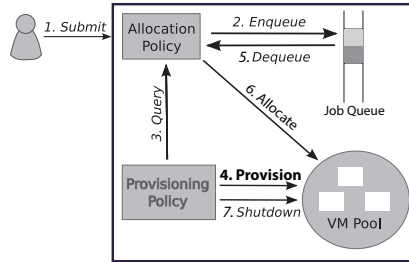 1. Submit
Allocation
Policy
2. Enqueue
5. Dequeue
Job Queue
3. Query
6. Allocate
Provisioning
Policy
4. Provision
7. Shutdown
VM Pool